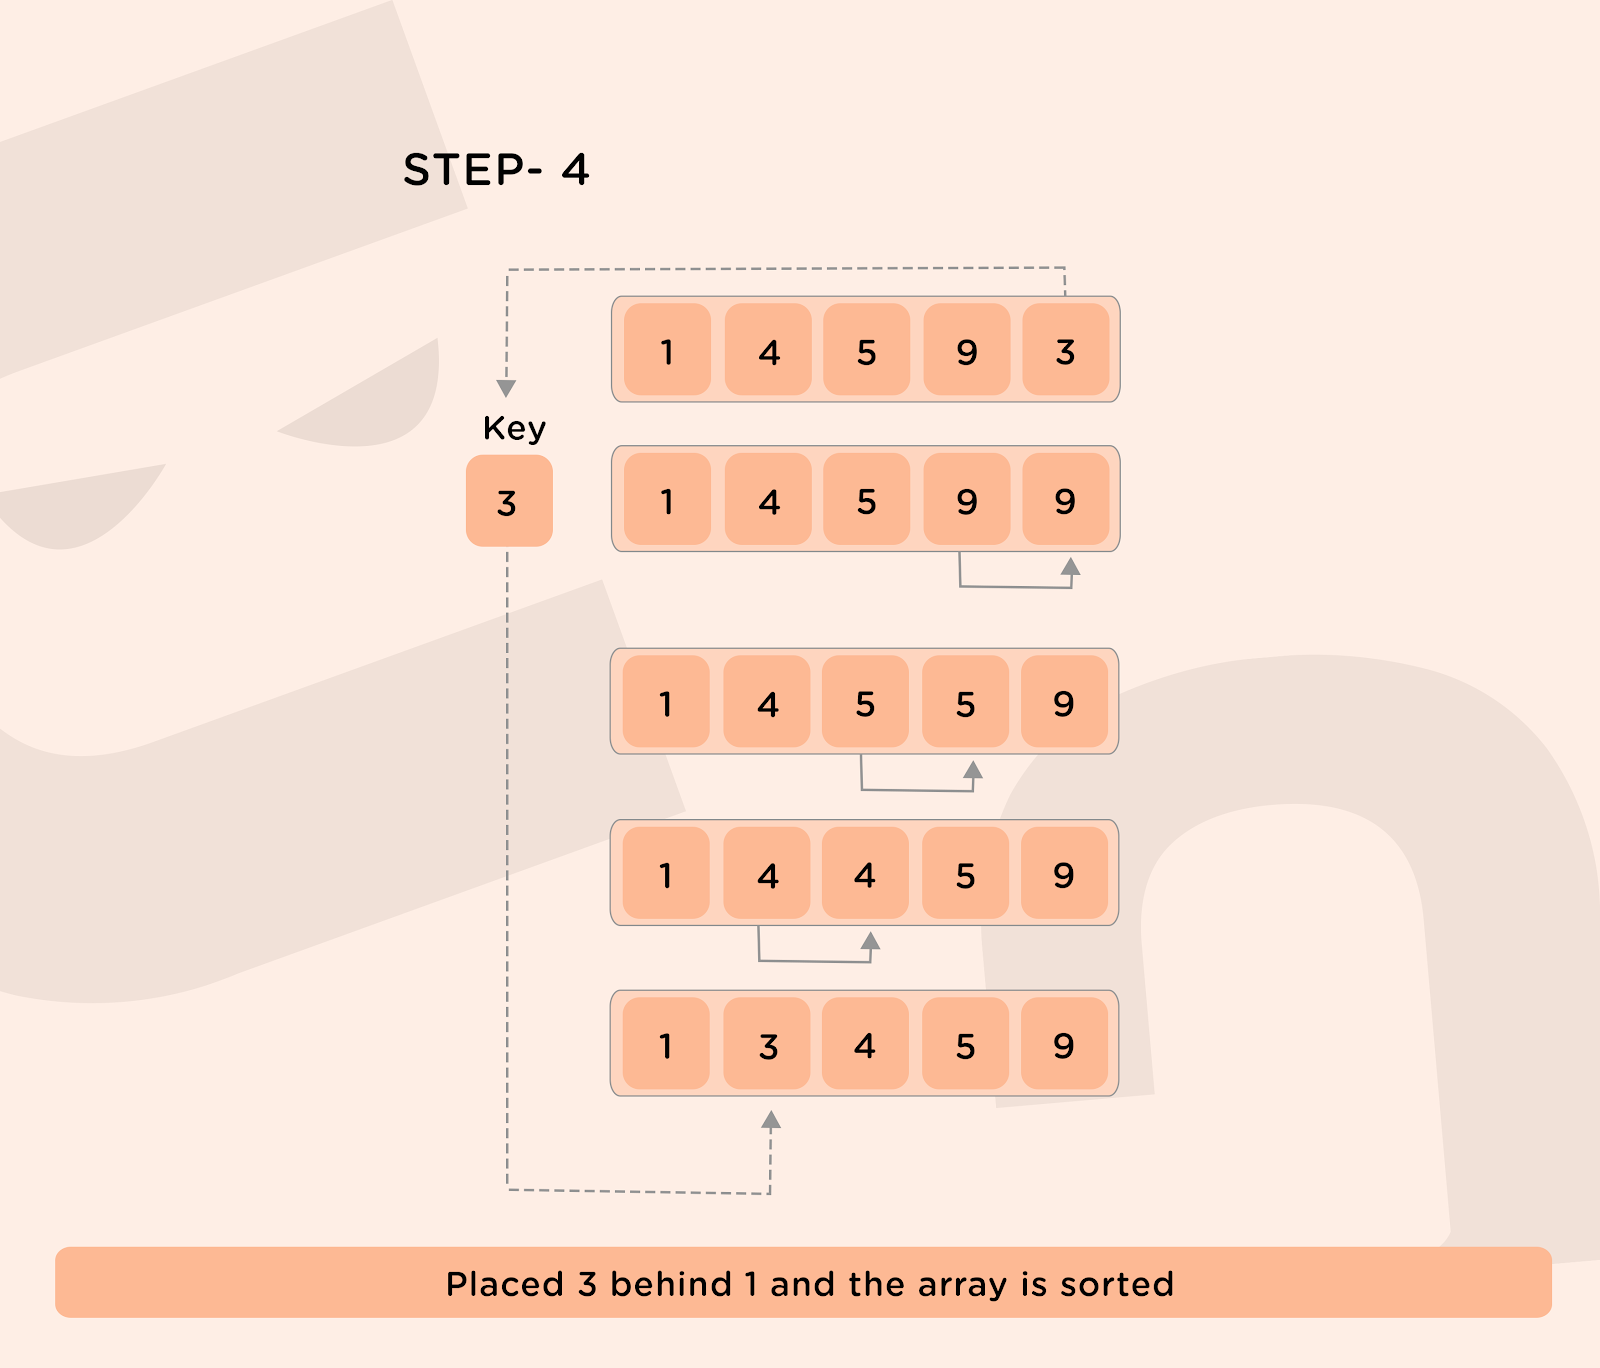 STEP- 4
1 4 5 9 3
Key
3
1 4 5 9 9
1 4 5 5 9
1 4 4 5 9
1 3 4 5 9
Placed 3 behind 1 and the array is sorted